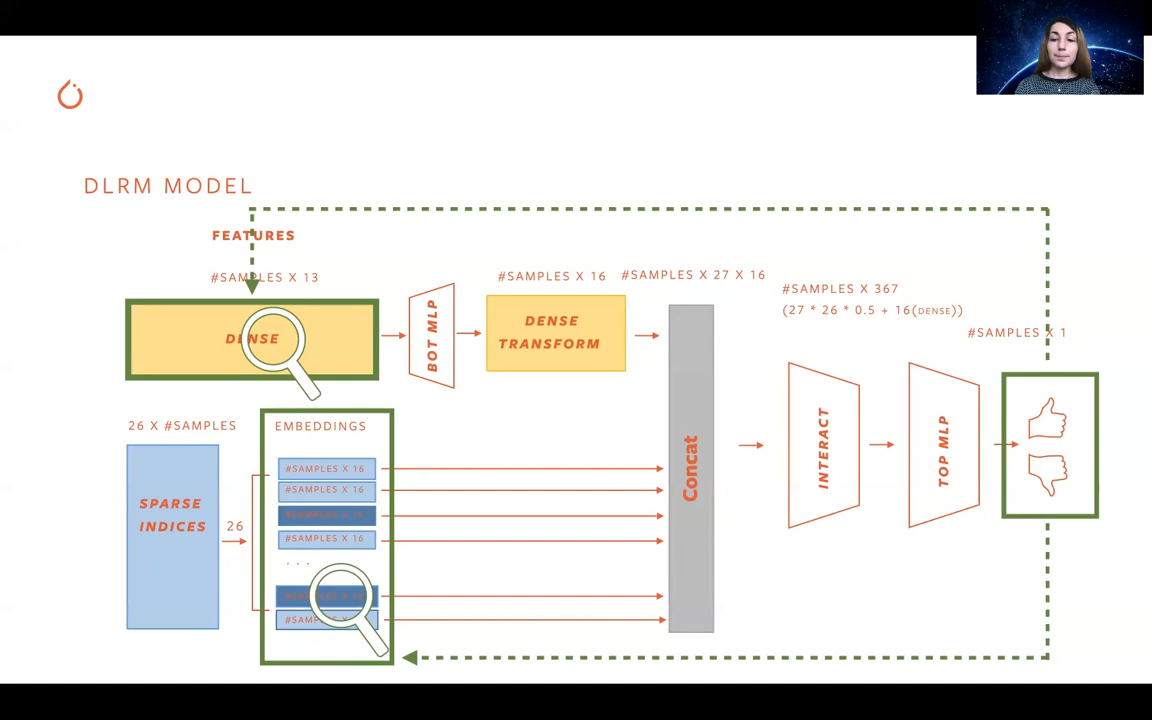 DLRM MODEL
FEATURES
#SAMPLES X 13
DENSE
BOT MLP
#SAMPLES X 16
DENSE
TRANSFORM
#SAMPLES X 27 X 16
Concat
#SAMPLES X 367
(27 * 26 * 0.5 + 16(DENSE))
INTERACT
TOP MLP
#SAMPLES X 1
26 X #SAMPLES
SPARSE
INDICES
26
EMBEDDINGS
#SAMPLES X 16
#SAMPLES X 16
#SAMPLES X 16
#SAMPLES X 16
. . .